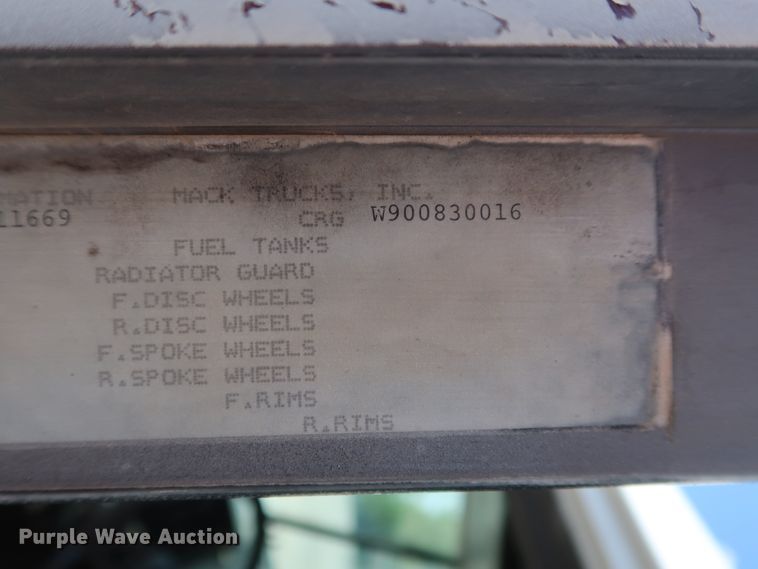 MATION MACK TRUCKS, INC.
11669 CRG W900830016
FUEL TANKS
RADIATOR GUARD
F.DISC WHEELS
R.DISC WHEELS
F.SPOKE WHEELS
R.SPOKE WHEELS
F.RIMS
R.RIMS
Purple Wave Auction®